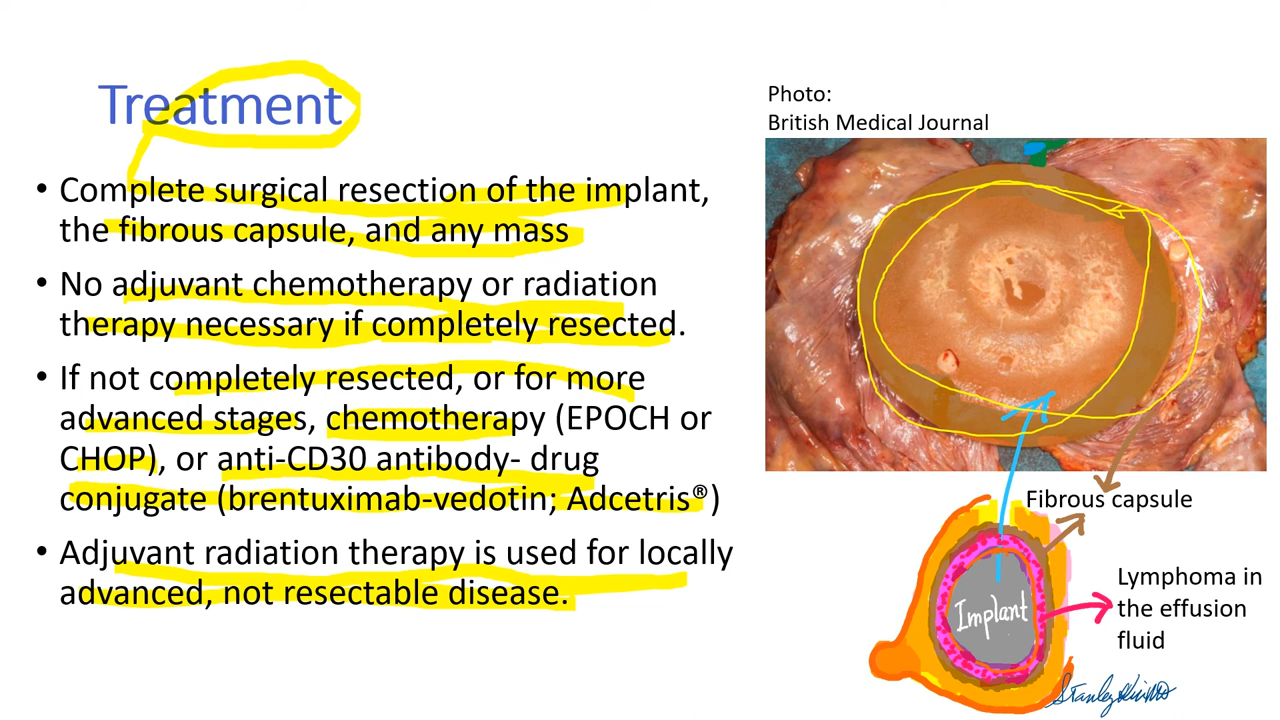 Treatment
• Complete surgical resection of the implant,
the fibrous capsule, and any mass
• No adjuvant chemotherapy or radiation
therapy necessary if completely resected.
• If not completely resected, or for more
advanced stages, chemotherapy (EPOCH or
CHOP), or anti-CD30 antibody- drug
conjugate (brentuximab-vedotin; Adcetris®)
• Adjuvant radiation therapy is used for locally
advanced, not resectable disease.
Photo:
British Medical Journal
Fibrous capsule
Lymphoma in
the effusion
fluid
Implant
Stanley